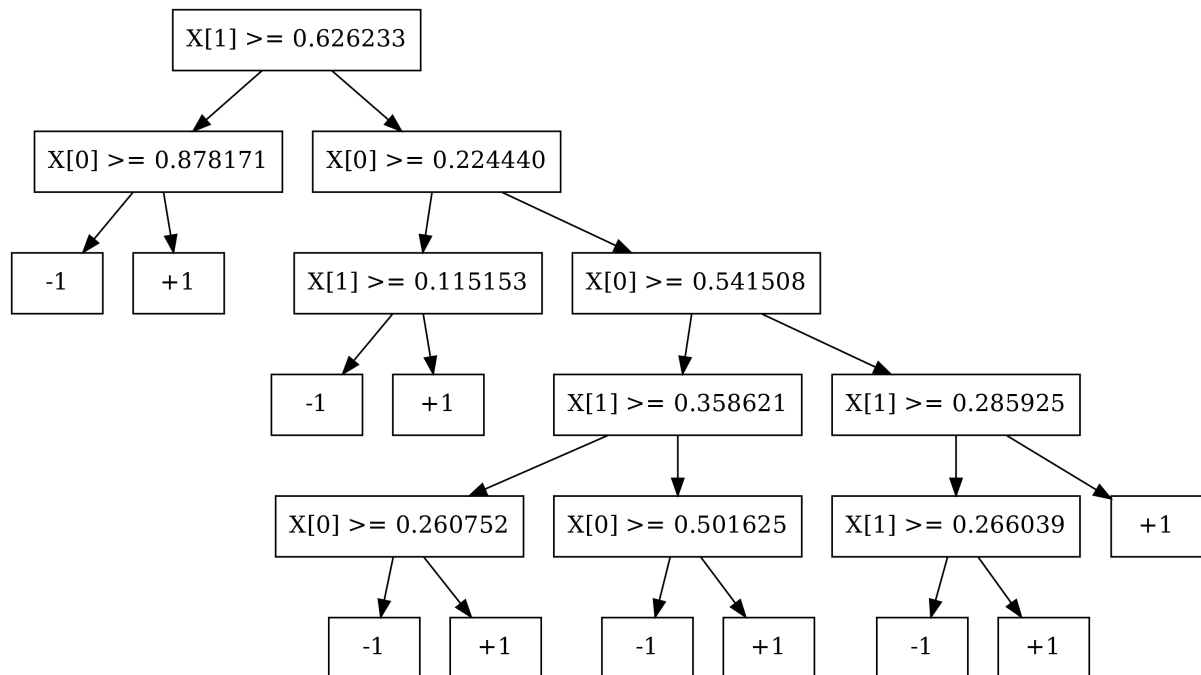 X[1] >= 0.626233
X[0] >= 0.878171
X[0] >= 0.224440
-1
+1
X[1] >= 0.115153
X[0] >= 0.541508
-1
+1
X[1] >= 0.358621
X[1] >= 0.285925
X[0] >= 0.260752
X[0] >= 0.501625
X[1] >= 0.266039
+1
-1
+1
-1
+1
-1
+1